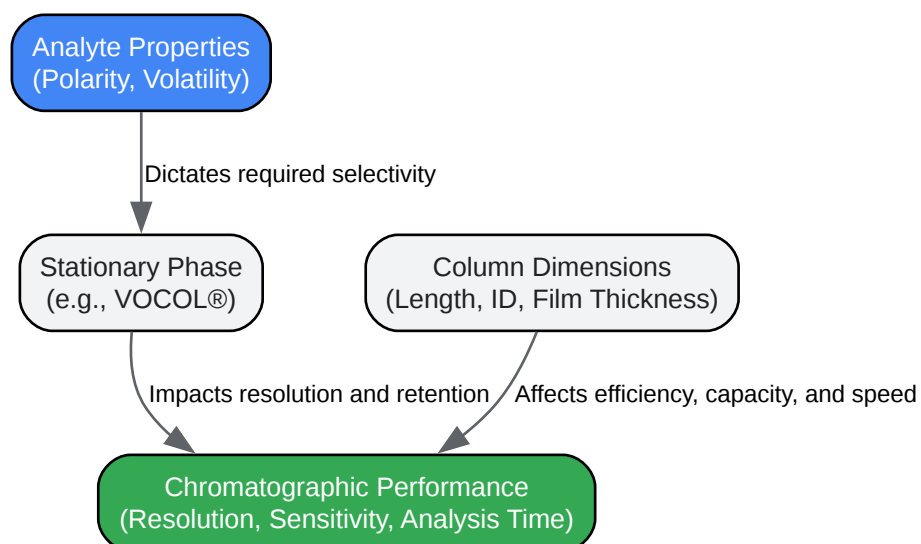 Analyte Properties
(Polarity, Volatility)
Dictates required selectivity
Stationary Phase
(e.g., VOCOL®)
Column Dimensions
(Length, ID, Film Thickness)
Impacts resolution and retention
Affects efficiency, capacity, and speed
Chromatographic Performance
(Resolution, Sensitivity, Analysis Time)